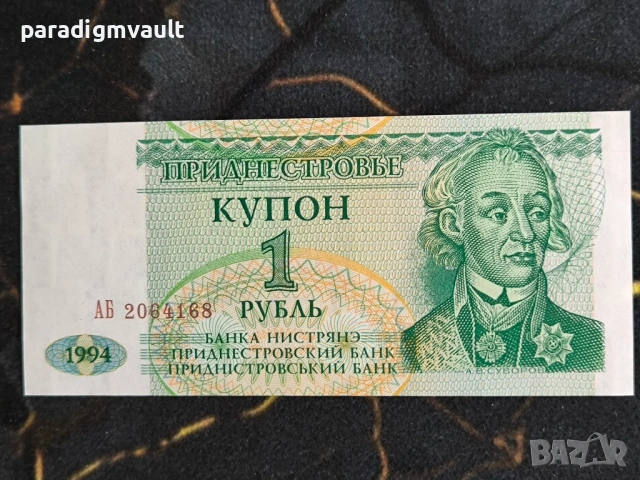 paradigmvault
ПРИДНЕСТРОВЬЕ
КУПОН
1
РУБЛЬ
АБ 2064168
БАНКА НИСТРЯНЭ
1994
ПРИДНЕСТРОВСКИЙ БАНК
ПРИДНІСТРОВСЬКИЙ БАНК
А.В.СУВОРОВ
BAZAR